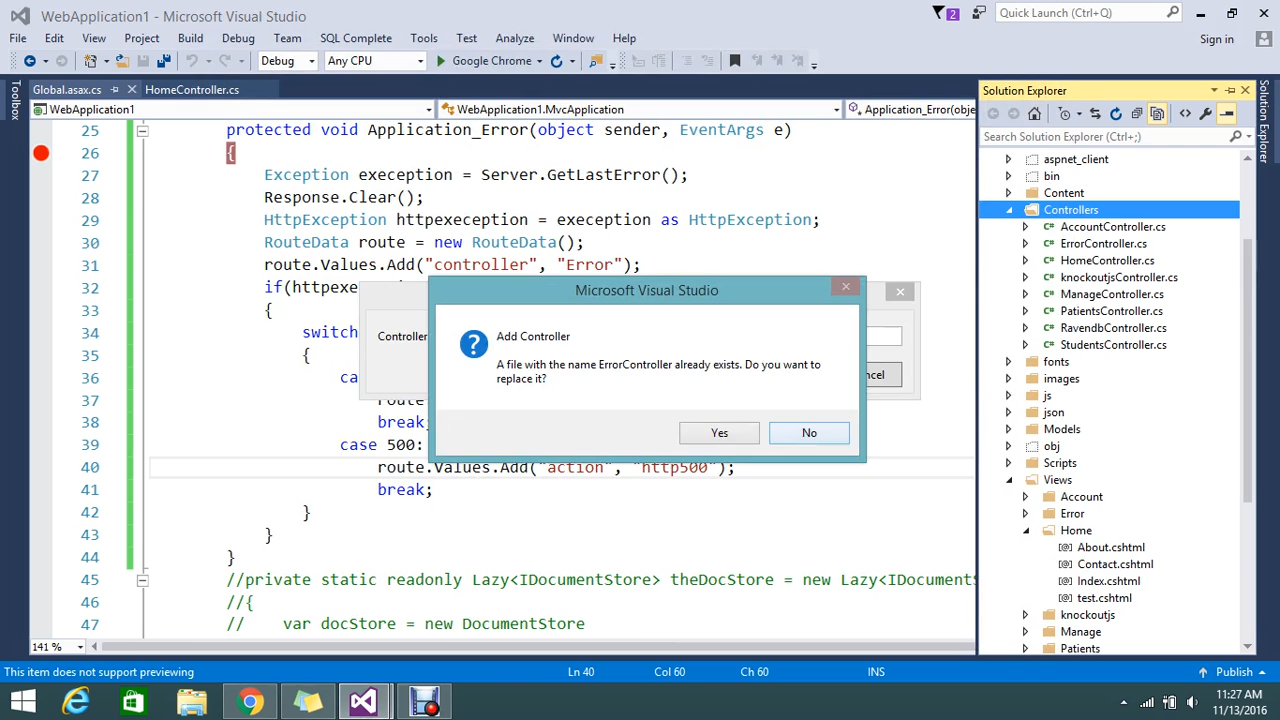 WebApplication1 - Microsoft Visual Studio
2
Quick Launch (Ctrl+Q)
File Edit View Project Build Debug Team SQL Complete Tools Test Analyze Window Help
Sign in
Debug Any CPU Google Chrome
Toolbox
Global.asax.cs HomeController.cs
WebApplication1 WebApplication1.MvcApplication Application_Error(obje
25 protected void Application_Error(object sender, EventArgs e)
26 {
27 Exception exeception = Server.GetLastError();
28 Response.Clear();
29 HttpException httpexeception = exeception as HttpException;
30 RouteData route = new RouteData();
31 route.Values.Add("controller", "Error");
32 if(httpexe
33 {
34 switch
35 {
36 ca
37 route
38 break;
39 case 500:
40 route.Values.Add("action", "http500");
41 break;
42 }
43 }
44 }
45 //private static readonly Lazy<IDocumentStore> theDocStore = new Lazy<IDocumentS
46 //{
47 // var docStore = new DocumentStore
141 %
Controller
ncel
Microsoft Visual Studio
Add Controller
A file with the name ErrorController already exists. Do you want to
replace it?
Yes No
Solution Explorer
Search Solution Explorer (Ctrl+;)
aspnet_client
bin
Content
Controllers
AccountController.cs
ErrorController.cs
HomeController.cs
knockoutjsController.cs
ManageController.cs
PatientsController.cs
RavendbController.cs
StudentsController.cs
fonts
images
js
json
Models
obj
Scripts
Views
Account
Error
Home
About.cshtml
Contact.cshtml
Index.cshtml
test.cshtml
knockoutjs
Manage
Patients
Solution Explorer
This item does not support previewing Ln 40 Col 60 Ch 60 INS Publish
11:27 AM
11/13/2016